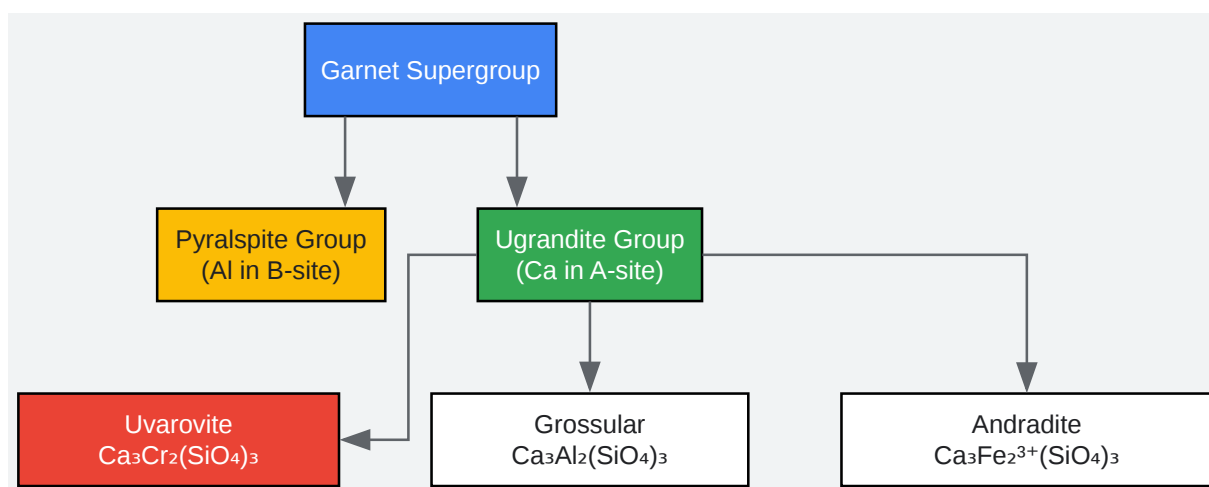 Garnet Supergroup
Pyralspite Group
(Al in B-site)
Ugrandite Group
(Ca in A-site)
Uvarovite
Ca₃Cr₂(SiO₄)₃
Grossular
Ca₃Al₂(SiO₄)₃
Andradite
Ca₃Fe₂³⁺(SiO₄)₃